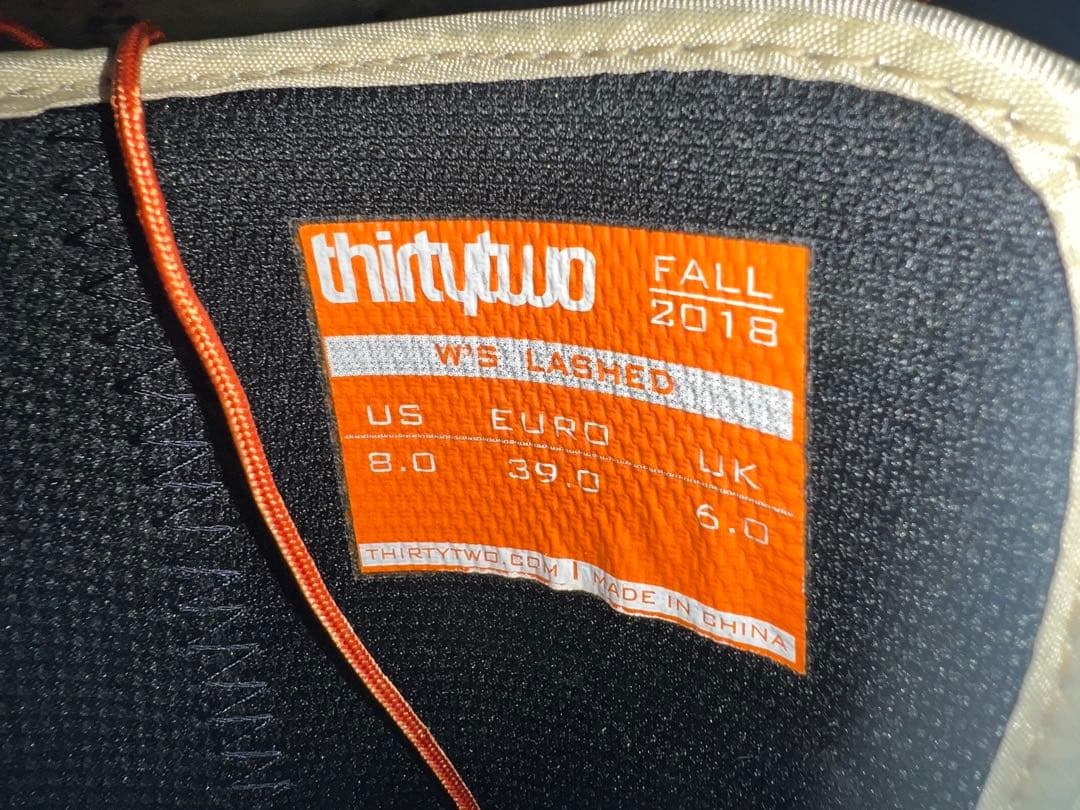 thirtytwo
FALL
2018
W'S LASHED
US EURO UK
8.0 39.0 6.0
THIRTYTWO.COM | MADE IN CHINA